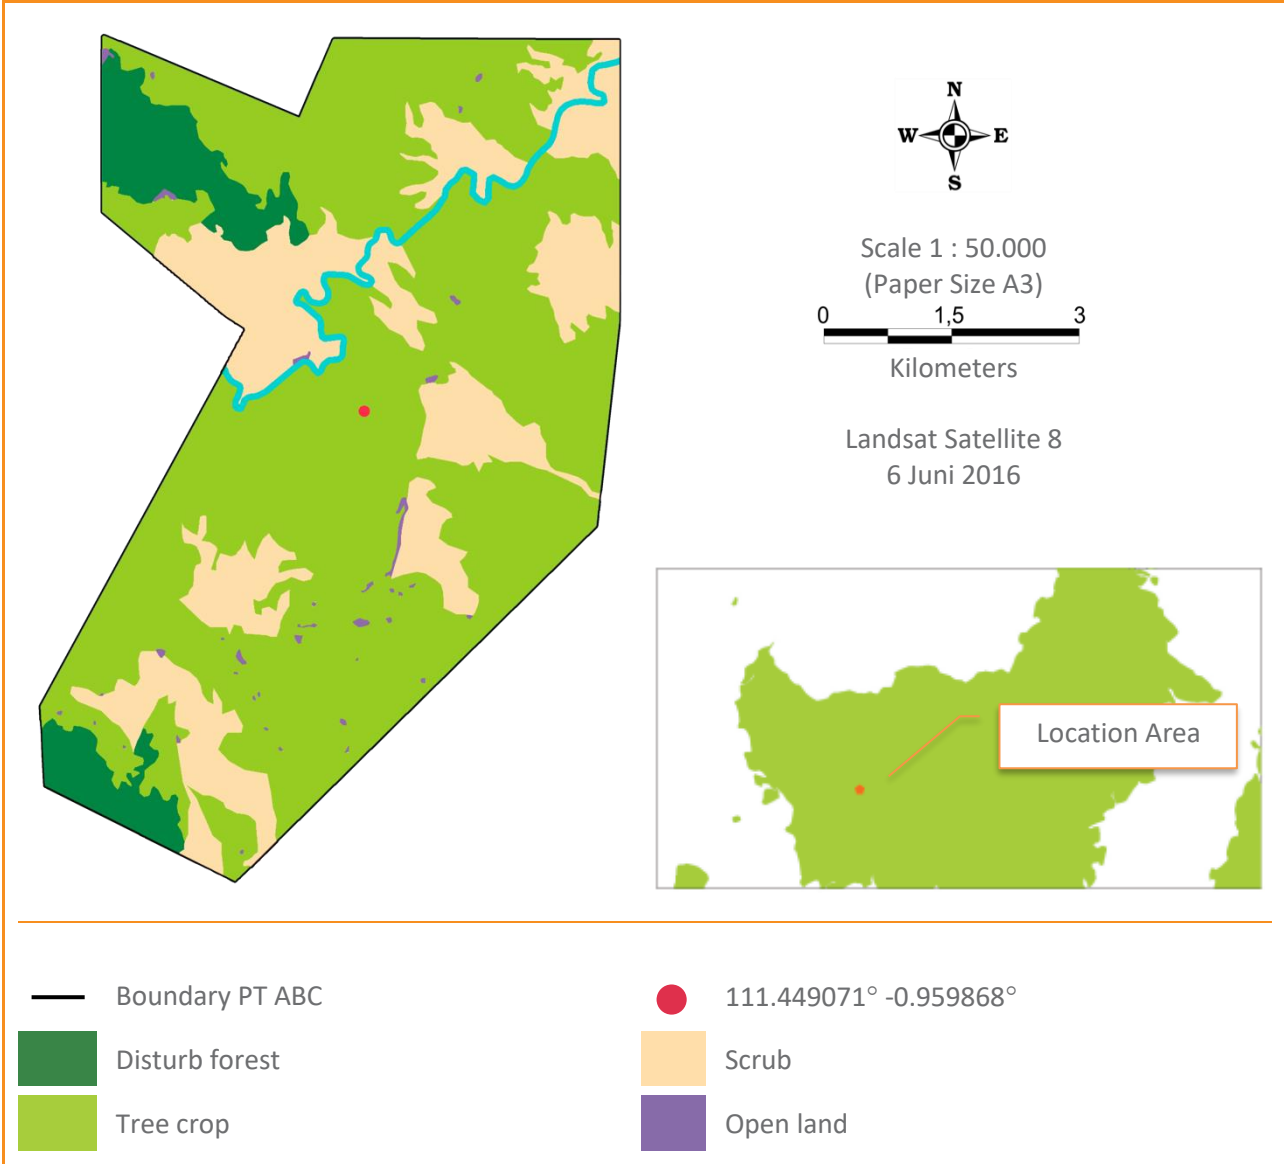 N
W E
S
Scale 1 : 50.000
(Paper Size A3)
0 1,5 3
Kilometers
Landsat Satellite 8
6 Juni 2016
Location Area
Boundary PT ABC
111.449071° -0.959868°
Disturb forest
Scrub
Tree crop
Open land